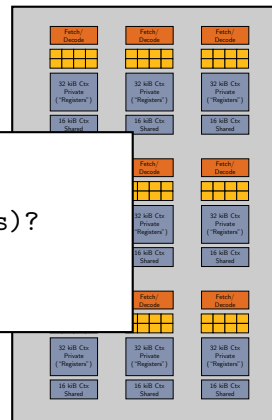 Fetch/ Fetch/ Fetch/
Decode Decode Decode
32 kiB Ctx 32 kiB Ctx 32 kiB Ctx
Private Private Private
("Registers") ("Registers") ("Registers")
16 kiB Ctx 16 kiB Ctx 16 kiB Ctx
Shared Shared Shared
s)?
Fetch/ Fetch/
Decode Decode
32 kiB Ctx 32 kiB Ctx
Private Private
Registers") ("Registers")
16 kiB Ctx 16 kiB Ctx
Shared Shared
Fetch/ Fetch/
Decode Decode
32 kiB Ctx 32 kiB Ctx 32 kiB Ctx
Private Private Private
("Registers") ("Registers") ("Registers")
16 kiB Ctx 16 kiB Ctx 16 kiB Ctx
Shared Shared Shared